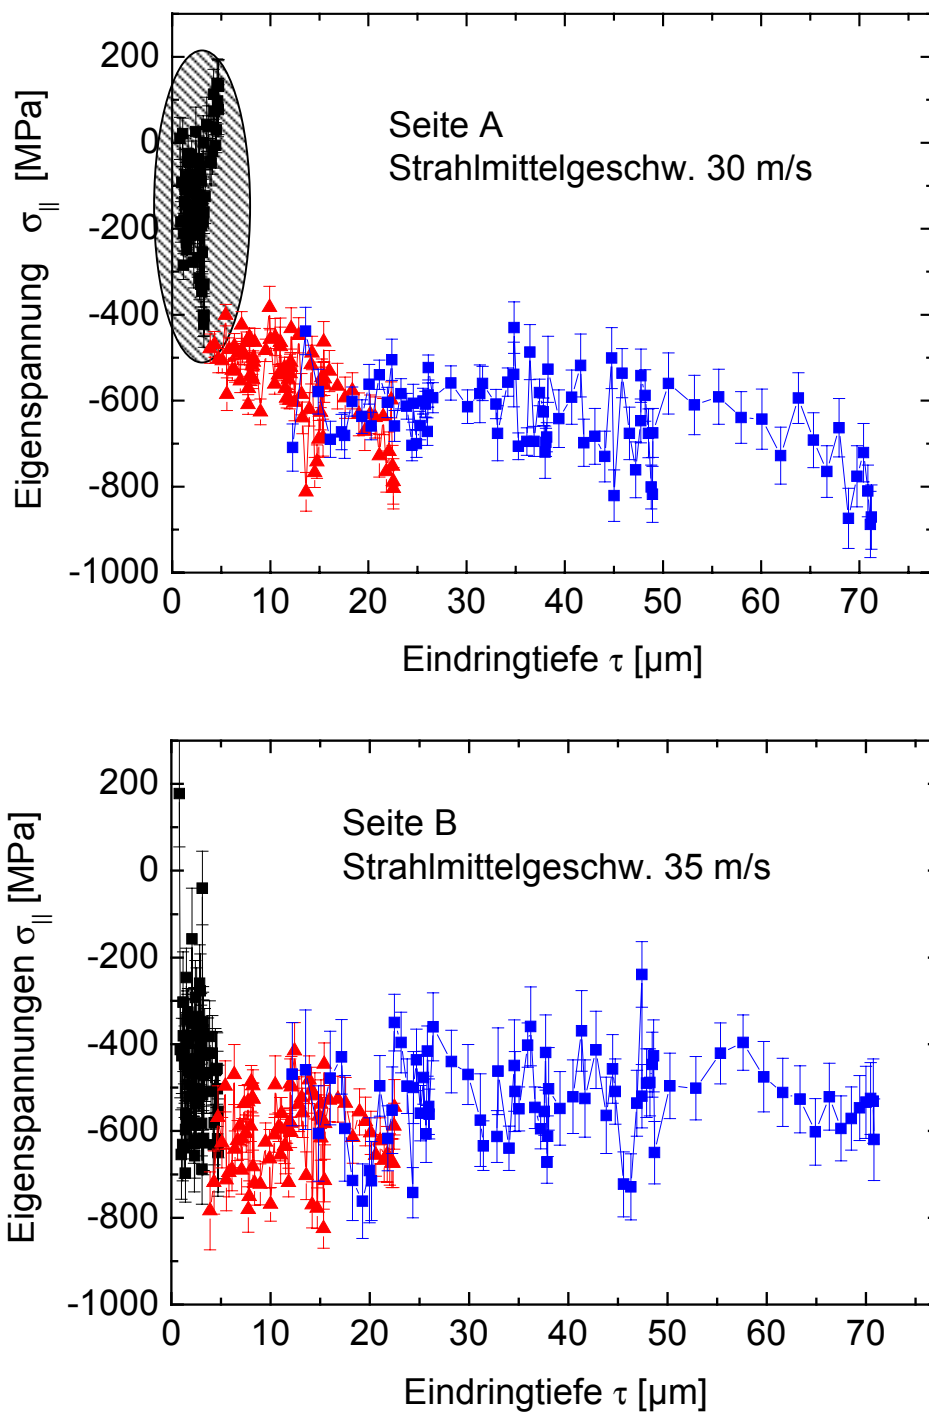 200
0
-200
-400
-600
-800
-1000
Eigenspannung σ|| [MPa]
Seite A
Strahlmittelgeschw. 30 m/s
0 10 20 30 40 50 60 70
Eindringtiefe τ [µm]
200
0
-200
-400
-600
-800
-1000
Eigenspannungen σ|| [MPa]
Seite B
Strahlmittelgeschw. 35 m/s
0 10 20 30 40 50 60 70
Eindringtiefe τ [µm]